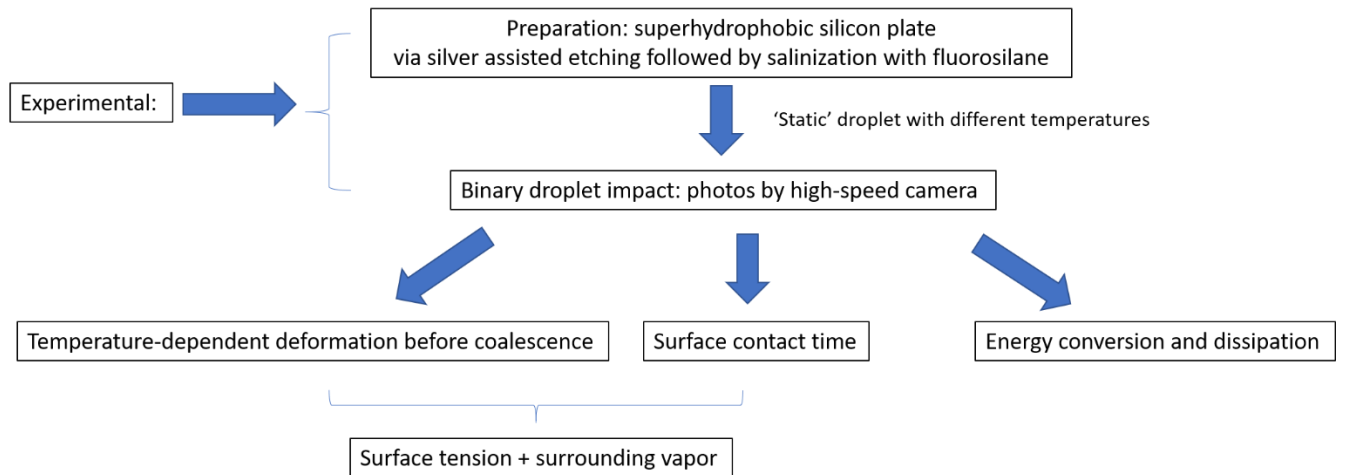 Preparation: superhydrophobic silicon plate
via silver assisted etching followed by salinization with fluorosilane
Experimental:
‘Static’ droplet with different temperatures
Binary droplet impact: photos by high-speed camera
Temperature-dependent deformation before coalescence
Surface contact time
Energy conversion and dissipation
Surface tension + surrounding vapor